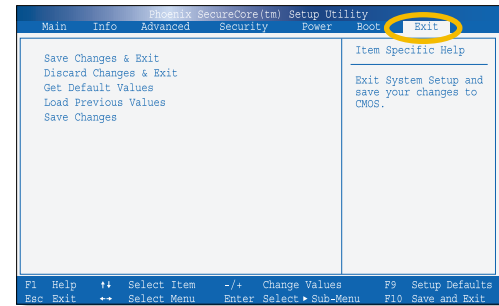 Phoenix SecureCore(tm) Setup Utility
Main Info Advanced Security Power Boot Exit
Item Specific Help
Save Changes & Exit
Discard Changes & Exit
Get Default Values
Load Previous Values
Save Changes
Exit System Setup and
save your changes to
CMOS.
F1 Help ↑↓ Select Item -/+ Change Values F9 Setup Defaults
Esc Exit ↔ Select Menu Enter Select ▸ Sub-Menu F10 Save and Exit